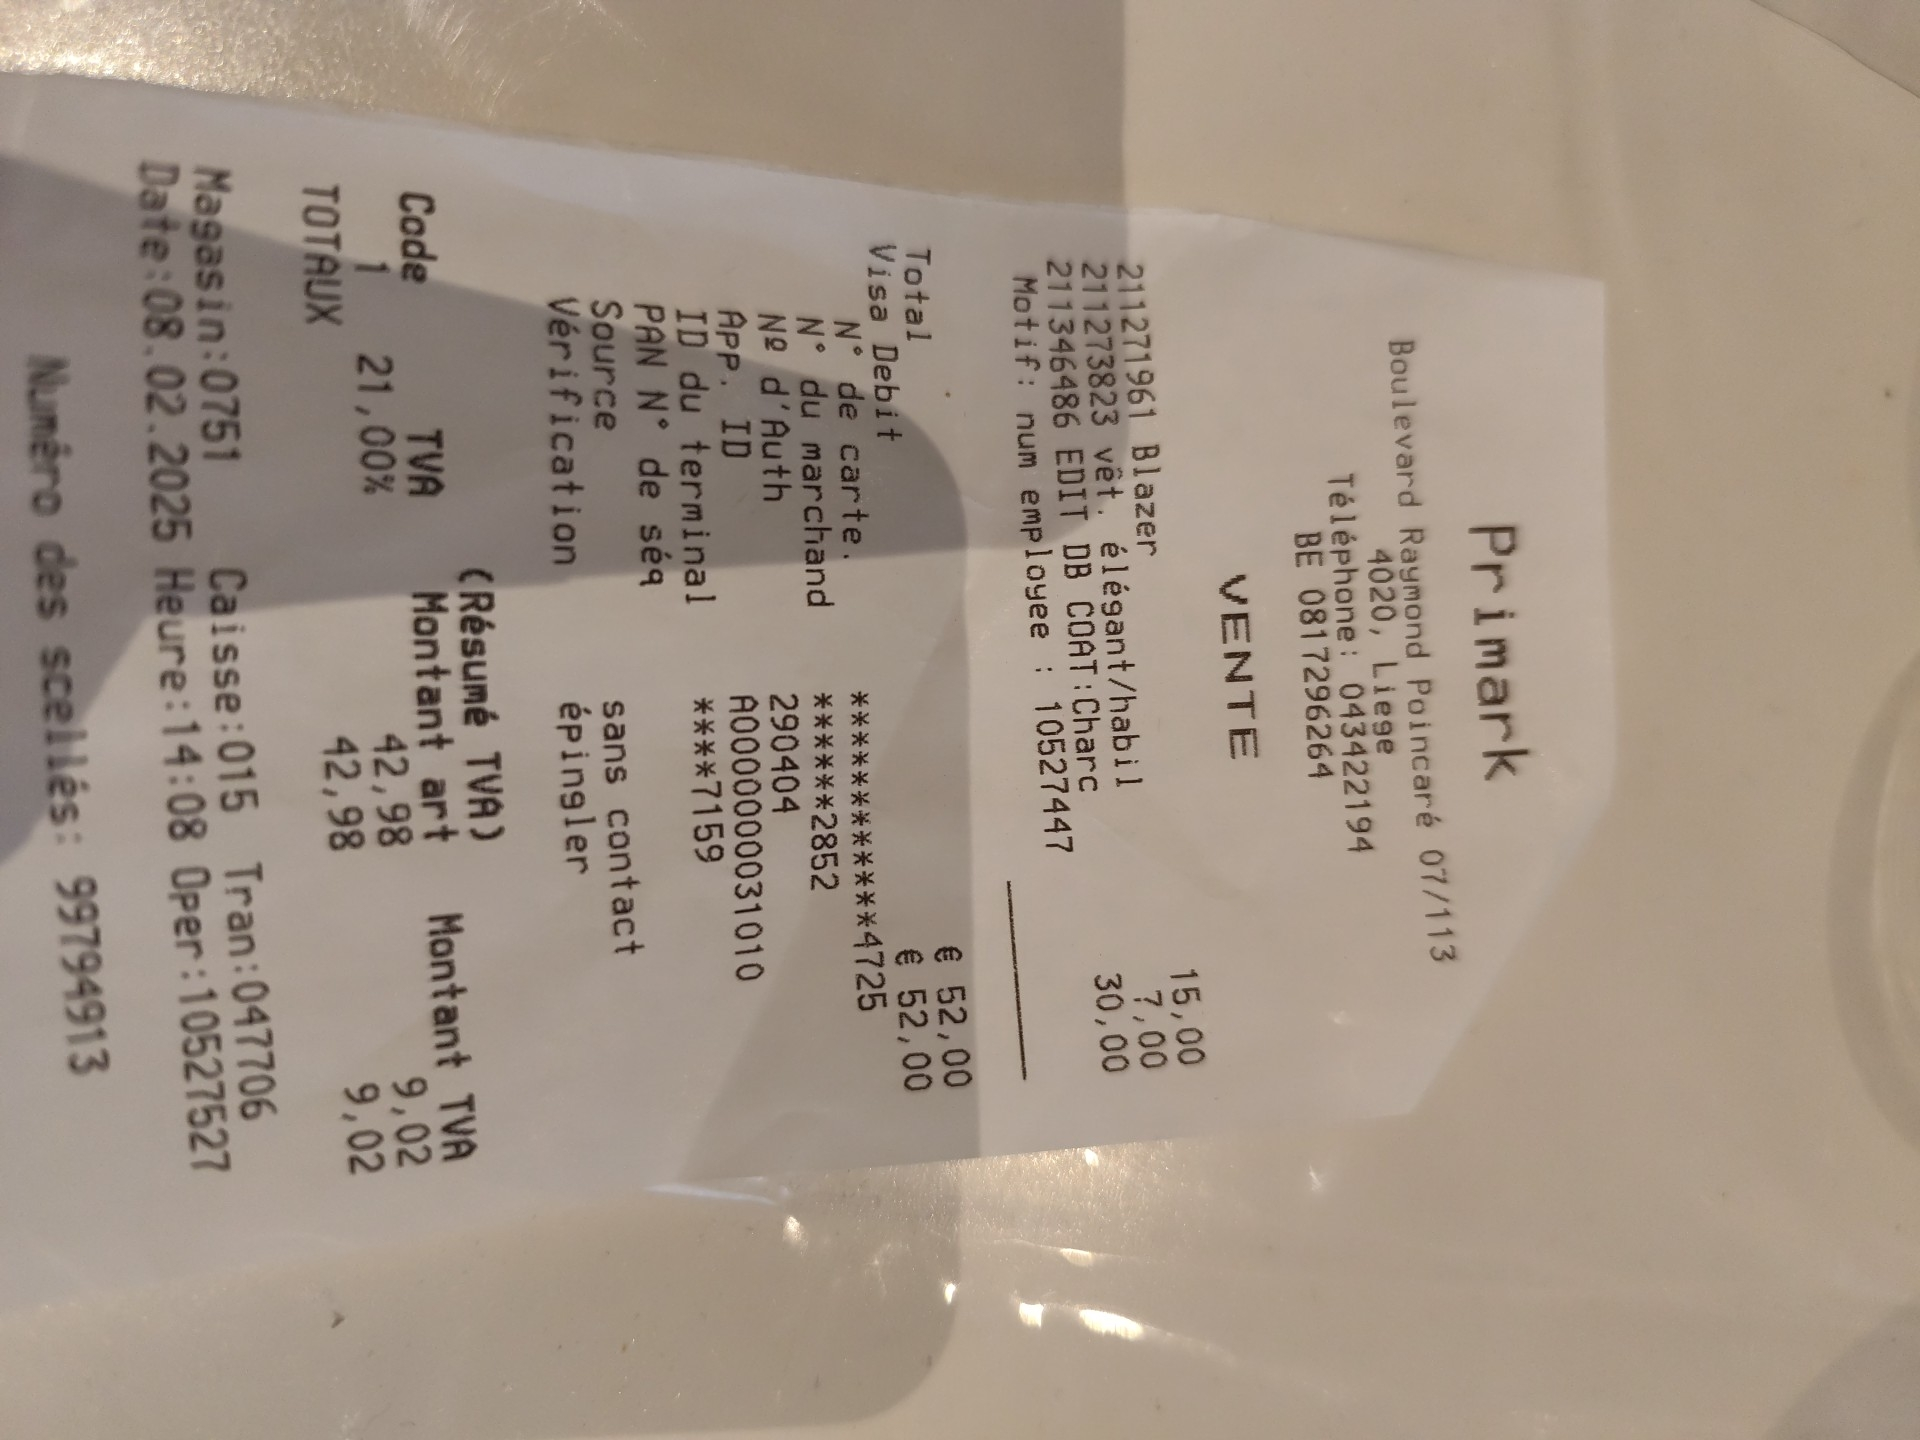 Primark
Boulevard Raymond Poincaré 07/113
4020, Liege
Téléphone: 043422194
BE 0817296264
VENTE
211271961 Blazer 15,00
211273823 vêt. élégant/habil 7,00
211346486 EDIT DB COAT:Charc 30,00
Motif: num employee : 10527447
Total € 52,00
Visa Debit € 52,00
N° de carte. ************4725
N° du marchand ******2852
Nº d'Auth 290404
App. ID A0000000031010
ID du terminal ****7159
PAN N° de séq
Source sans contact
Vérification épingler
(Résumé TVA)
Code TVA Montant art Montant TVA
1 21,00% 42,98 9,02
TOTAUX 42,98 9,02
Magasin:0751 Caisse:015 Tran:047706
Date:08.02.2025 Heure:14:08 Oper:10527527
Numéro des scellés: 99794913